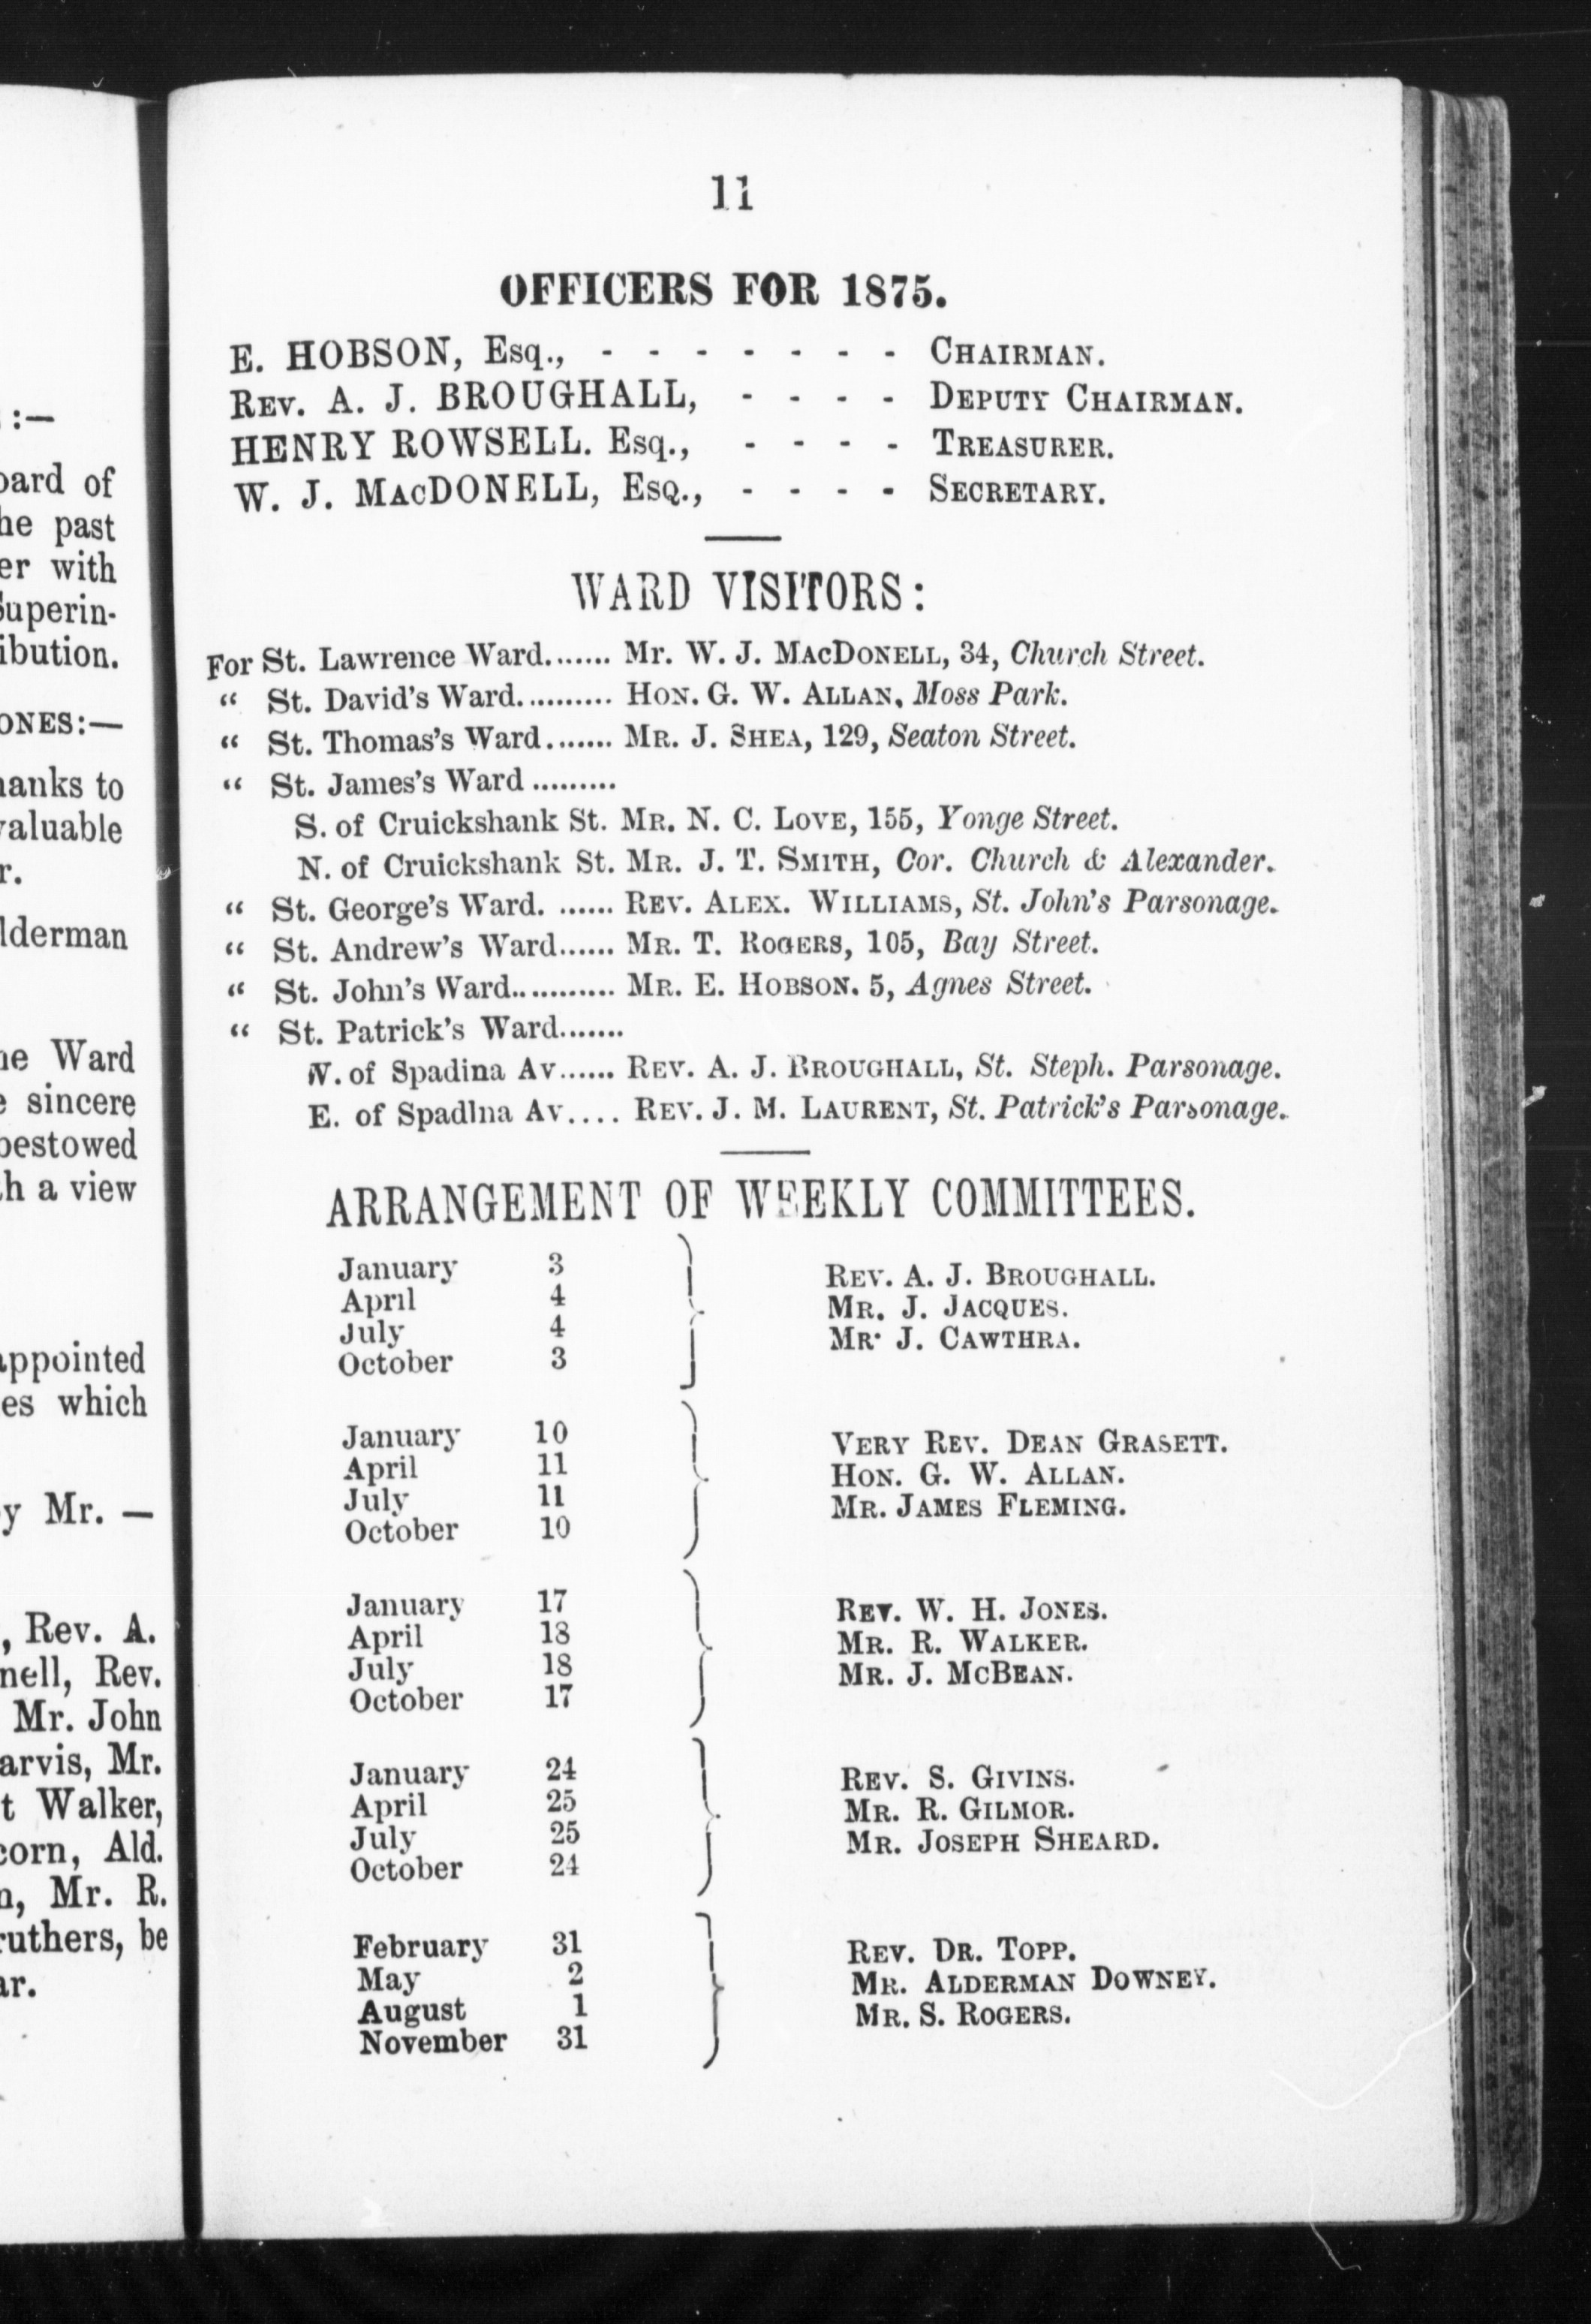 :—
oard of
he past
er with
Superin-
ibution.
ONES:—
hanks to
valuable
r.
lderman
he Ward
e sincere
bestowed
th a view
appointed
es which
y Mr. —
, Rev. A.
nell, Rev.
Mr. John
arvis, Mr.
t Walker,
corn, Ald.
n, Mr. R.
ruthers, be
ar.
11
OFFICERS FOR 1875.
E. HOBSON, Esq., - - - - - - - CHAIRMAN.
REV. A. J. BROUGHALL, - - - - DEPUTY CHAIRMAN.
HENRY ROWSELL. Esq., - - - - TREASURER.
W. J. MACDONELL, ESQ., - - - - SECRETARY.
WARD VISITORS:
For St. Lawrence Ward....... Mr. W. J. MACDONELL, 34, Church Street.
“ St. David's Ward.......... HON. G. W. ALLAN, Moss Park.
“ St. Thomas's Ward....... MR. J. SHEA, 129, Seaton Street.
“ St. James's Ward .........
S. of Cruickshank St. MR. N. C. LOVE, 155, Yonge Street.
N. of Cruickshank St. MR. J. T. SMITH, Cor. Church & Alexander.
“ St. George's Ward. ...... REV. ALEX. WILLIAMS, St. John's Parsonage.
“ St. Andrew's Ward...... MR. T. ROGERS, 105, Bay Street.
“ St. John's Ward........... MR. E. HOBSON. 5, Agnes Street.
“ St. Patrick's Ward.......
W. of Spadina Av...... REV. A. J. BROUGHALL, St. Steph. Parsonage.
E. of Spadlna Av.... REV. J. M. LAURENT, St. Patrick's Parsonage.
ARRANGEMENT OF WEEKLY COMMITTEES.
January 3 REV. A. J. BROUGHALL.
April 4 MR. J. JACQUES.
July 4 MR· J. CAWTHRA.
October 3
January 10 VERY REV. DEAN GRASETT.
April 11 HON. G. W. ALLAN.
July 11 MR. JAMES FLEMING.
October 10
January 17 REV. W. H. JONES.
April 18 MR. R. WALKER.
July 18 MR. J. MCBEAN.
October 17
January 24 REV. S. GIVINS.
April 25 MR. R. GILMOR.
July 25 MR. JOSEPH SHEARD.
October 24
February 31 REV. DR. TOPP.
May 2 MR. ALDERMAN DOWNEY.
August 1 MR. S. ROGERS.
November 31